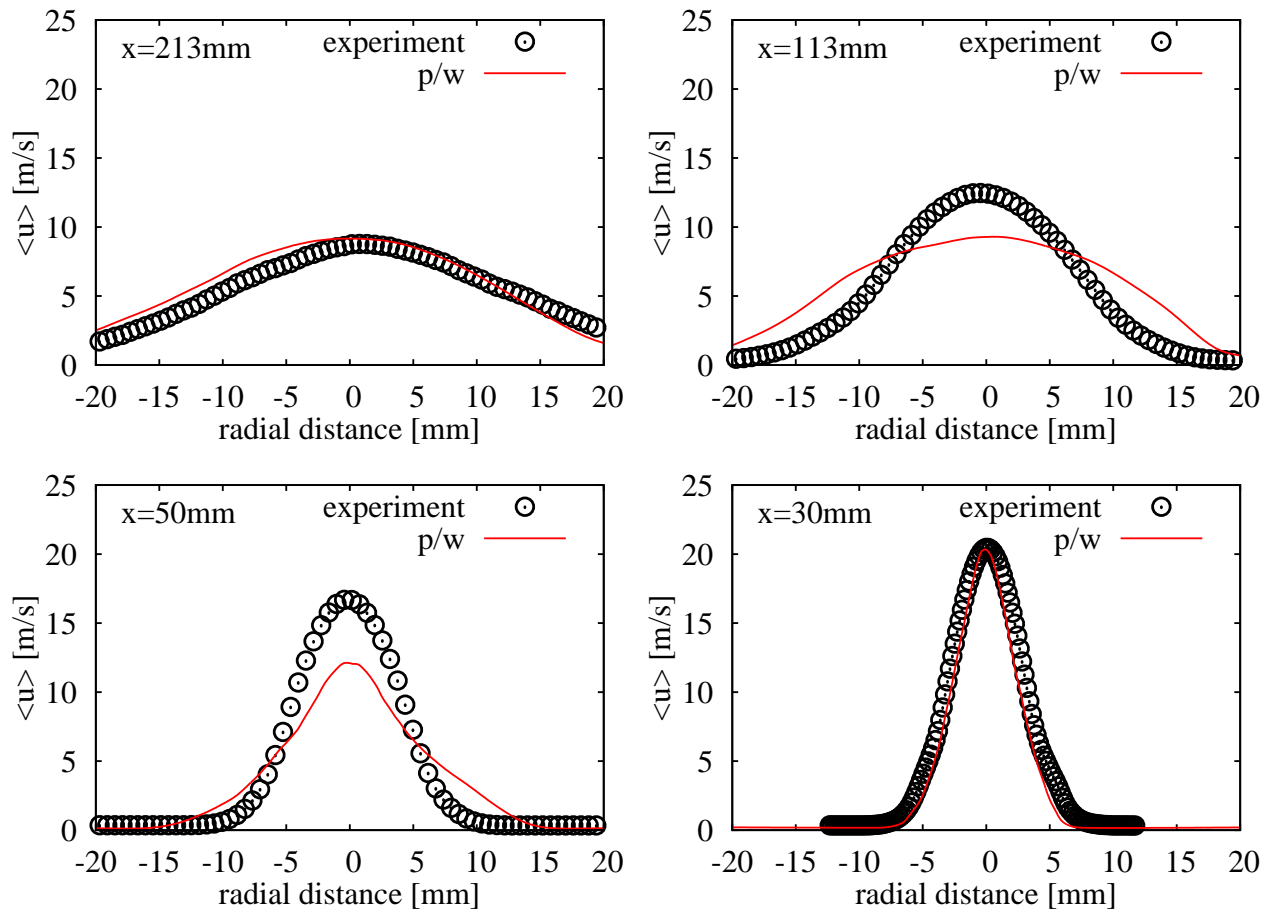 x=213mm
experiment
p/w
<u> [m/s]
25
20
15
10
5
0
-20 -15 -10 -5 0 5 10 15 20
radial distance [mm]
x=113mm
experiment
p/w
<u> [m/s]
25
20
15
10
5
0
-20 -15 -10 -5 0 5 10 15 20
radial distance [mm]
x=50mm
experiment
p/w
<u> [m/s]
25
20
15
10
5
0
-20 -15 -10 -5 0 5 10 15 20
radial distance [mm]
x=30mm
experiment
p/w
<u> [m/s]
25
20
15
10
5
0
-20 -15 -10 -5 0 5 10 15 20
radial distance [mm]